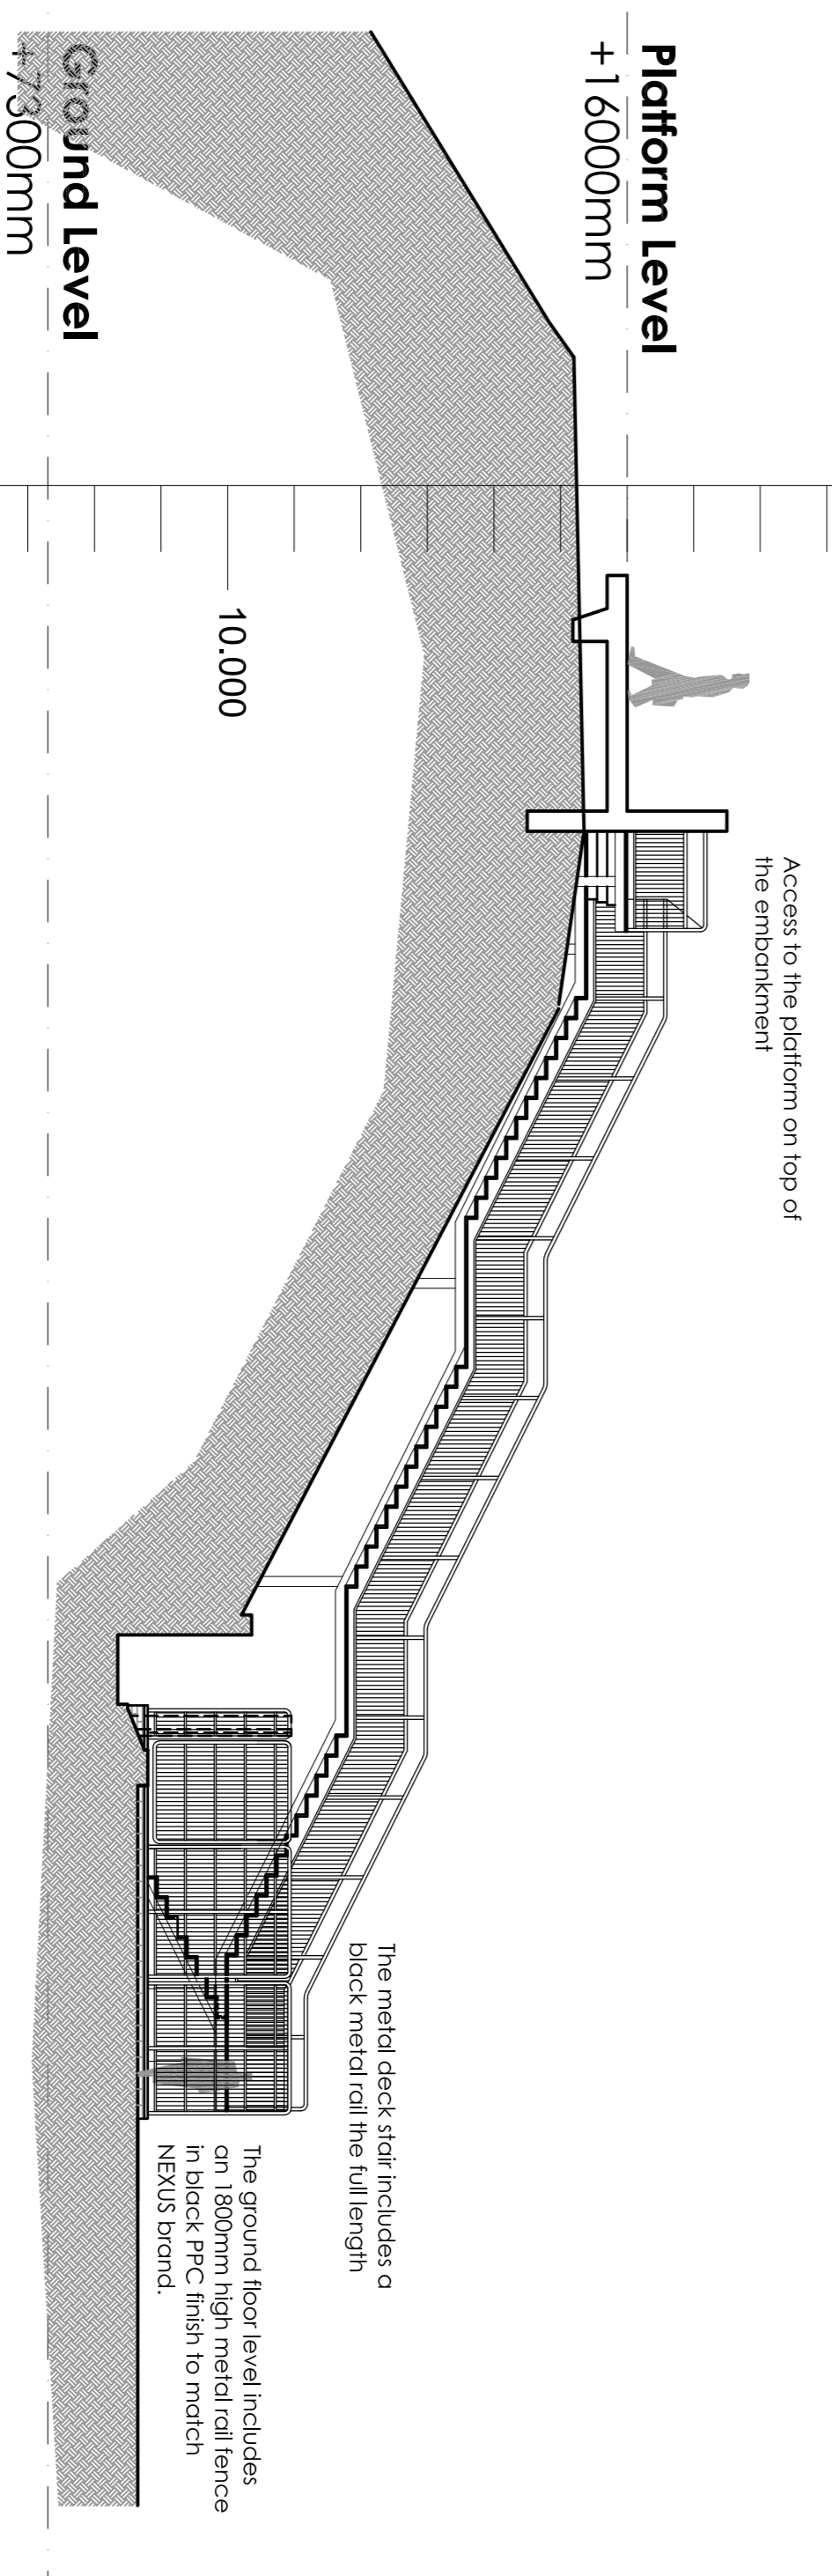 Platform Level
+16000mm
Ground Level
+7300mm
10.000
Access to the platform on top of
the embankment
The metal deck stair includes a
black metal rail the full length
The ground floor level includes
an 1800mm high metal rail fence
in black PPC finish to match
NEXUS brand.